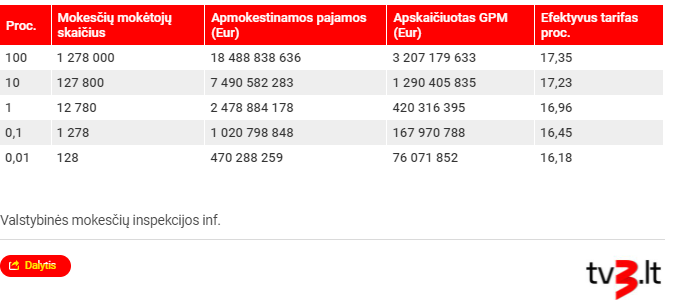 Proc. Mokesčių mokėtojų skaičius Apmokestinamos pajamos (Eur) Apskaičiuotas GPM (Eur) Efektyvus tarifas proc.
100 1 278 000 18 488 838 636 3 207 179 633 17,35
10 127 800 7 490 582 283 1 290 405 835 17,23
1 12 780 2 478 884 178 420 316 395 16,96
0,1 1 278 1 020 798 848 167 970 788 16,45
0,01 128 470 288 259 76 071 852 16,18
Valstybinės mokesčių inspekcijos inf.
Dalytis
tv3.lt